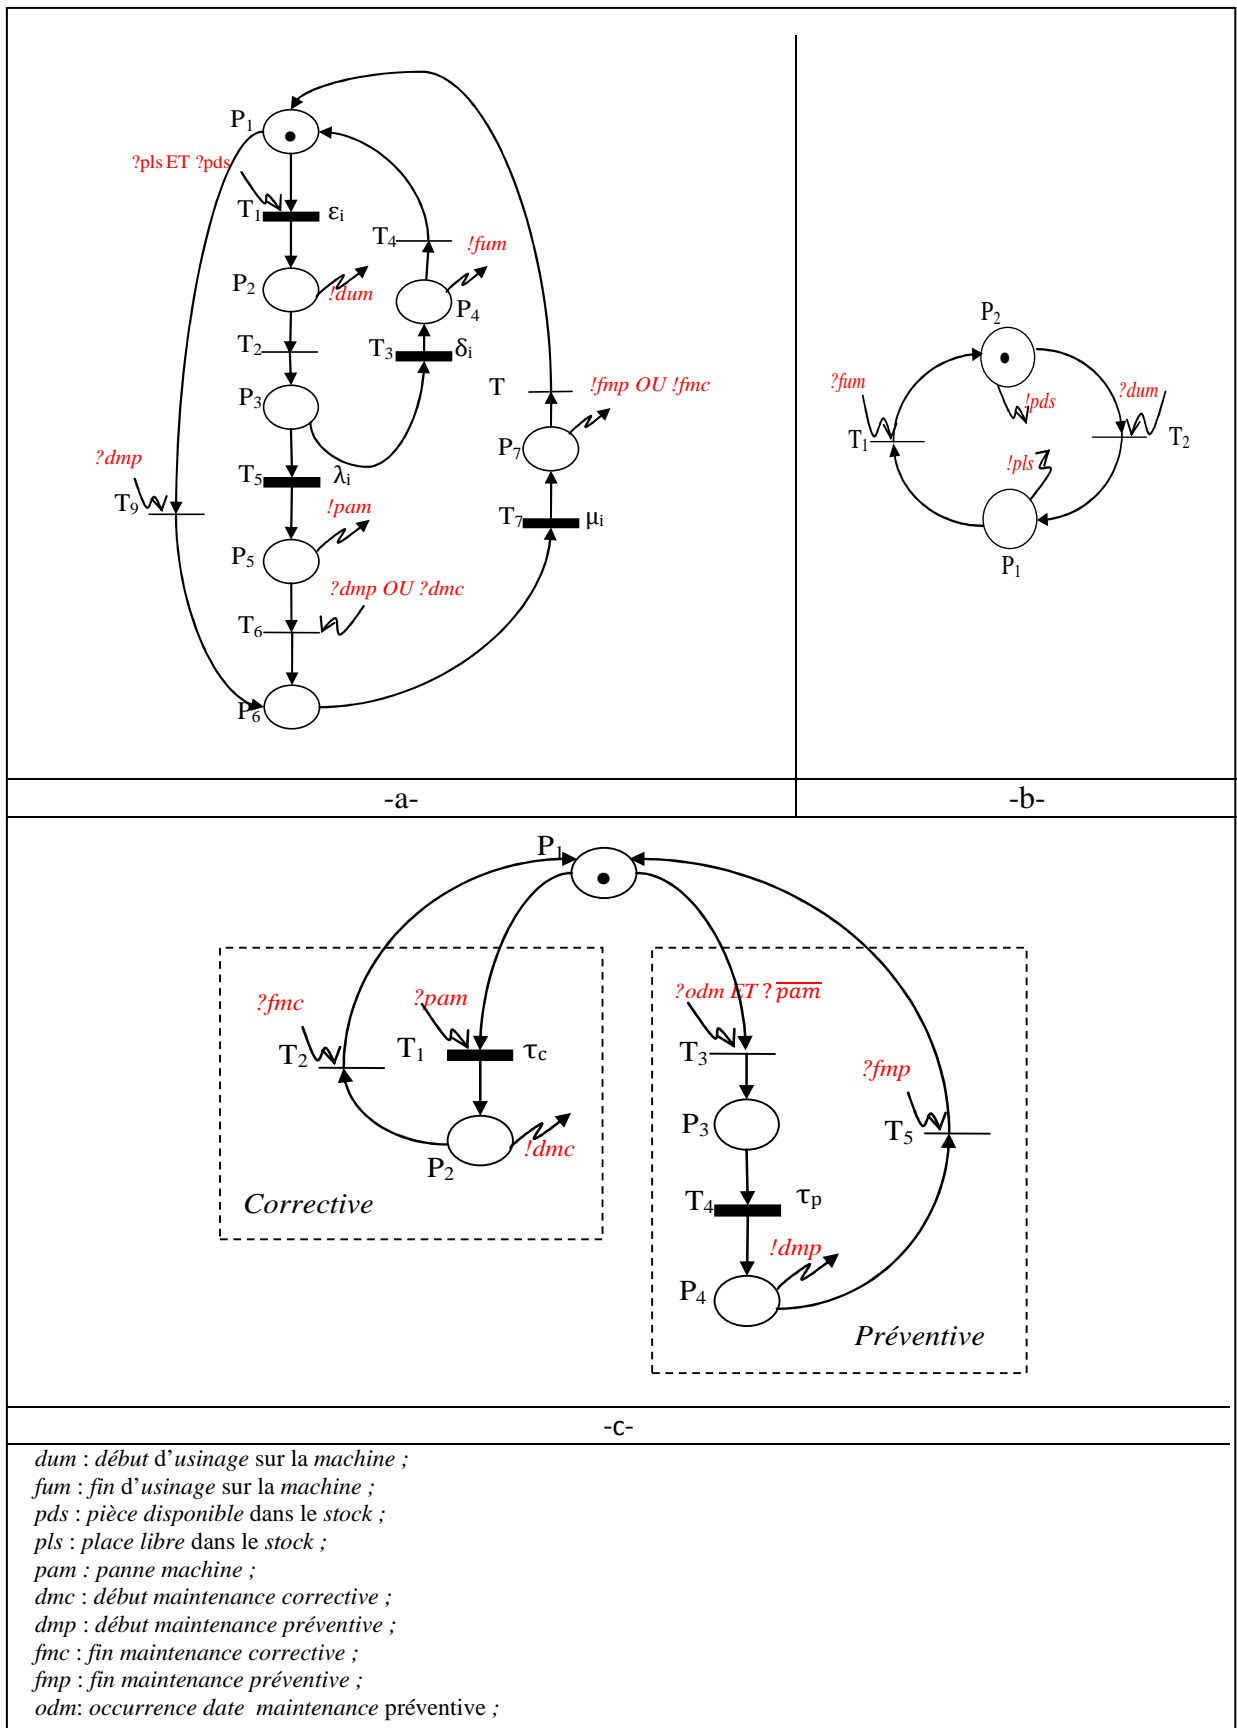 P1
?pls ET ?pds
T1 εi
T4
!fum
P2
!dum
P4
T2
T3 δi
P3
T
!fmp OU !fmc
P7
?dmp
T5 λi
T9
!pam
T7 μi
P5
?dmp OU ?dmc
T6
P6
P2
?fum
!pds
?dum
T1
T2
!pls
P1
-a-
-b-
P1
?fmc
?pam
T2
T1 τc
P2
!dmc
Corrective
?odm ET ? p̅a̅m̅
T3
?fmp
P3
T5
T4 τp
!dmp
P4
Préventive
-c-
dum : début d'usinage sur la machine ;
fum : fin d'usinage sur la machine ;
pds : pièce disponible dans le stock ;
pls : place libre dans le stock ;
pam : panne machine ;
dmc : début maintenance corrective ;
dmp : début maintenance préventive ;
fmc : fin maintenance corrective ;
fmp : fin maintenance préventive ;
odm: occurrence date maintenance préventive ;